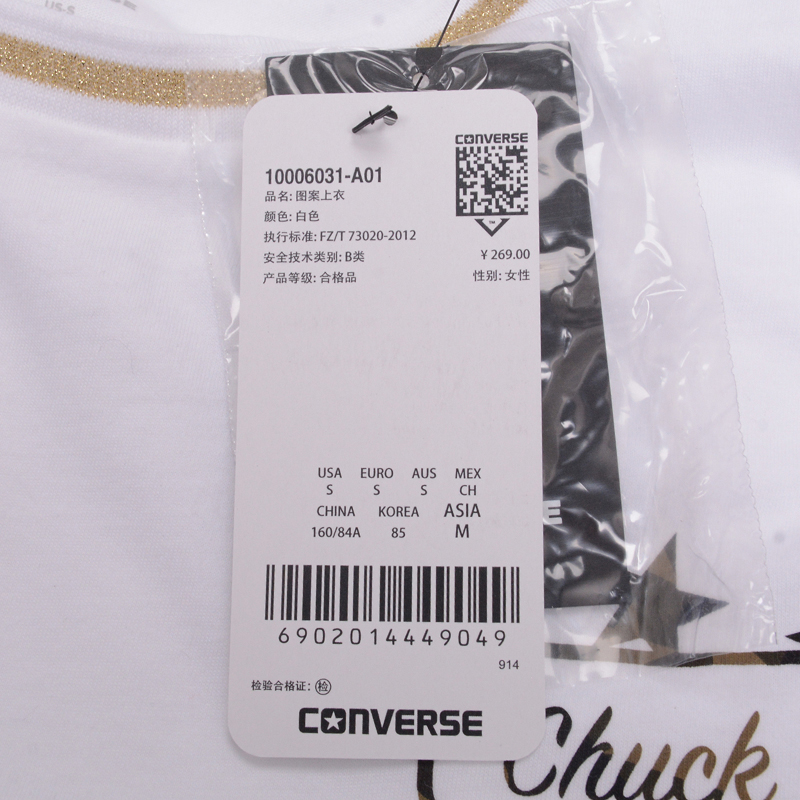 US-S
CONVERSE
10006031-A01
品名: 图案上衣
颜色: 白色
执行标准: FZ/T 73020-2012
安全技术类别: B类
¥ 269.00
产品等级: 合格品
性别: 女性
USA EURO AUS MEX
S S S CH
CHINA KOREA ASIA
160/84A 85 M
6902014449049
914
检验合格证: 检
CONVERSE
E
Chuck